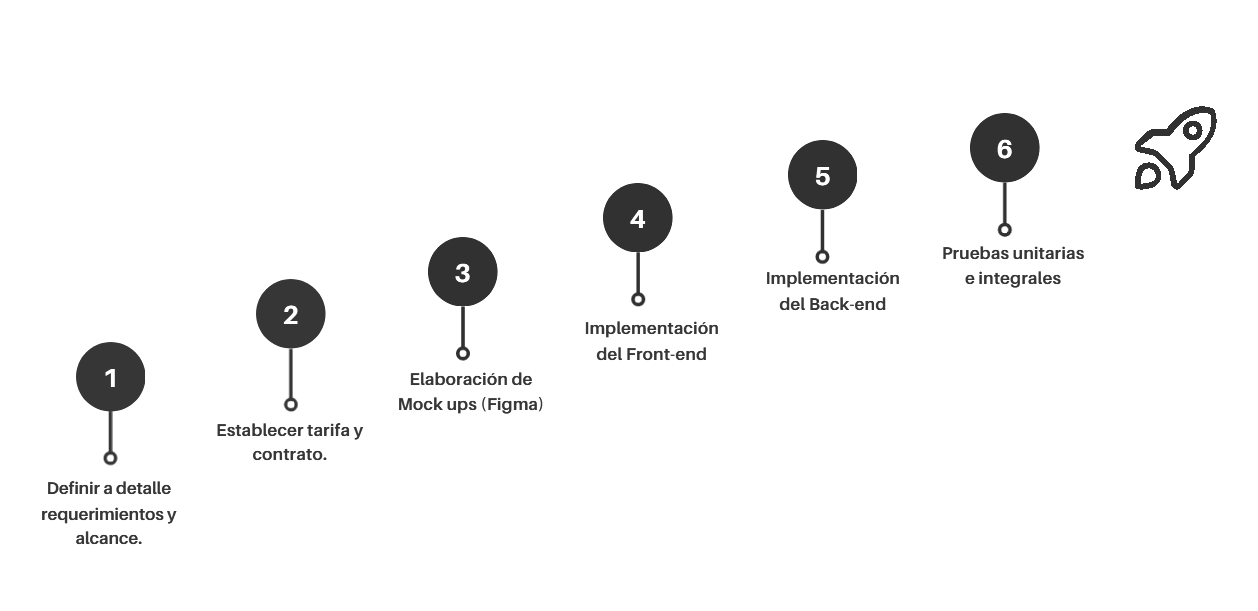 1
Definir a detalle
requerimientos y
alcance.
2
Establecer tarifa y
contrato.
3
Elaboración de
Mock ups (Figma)
4
Implementación
del Front-end
5
Implementación
del Back-end
6
Pruebas unitarias
e integrales